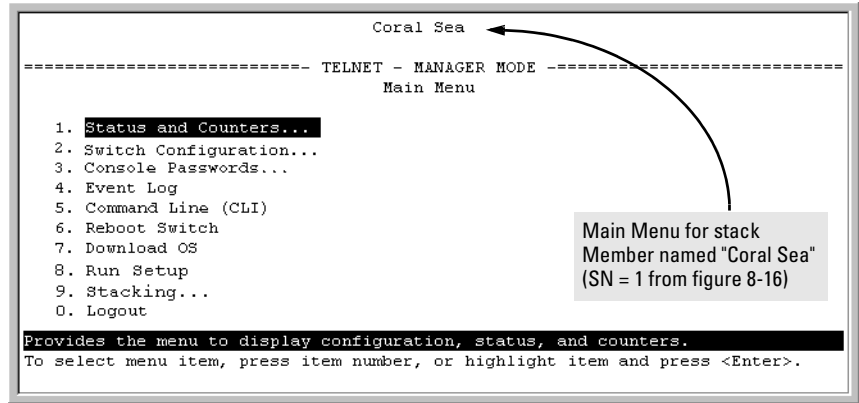 Coral Sea
===========================- TELNET - MANAGER MODE -============================
Main Menu
1. Status and Counters...
2. Switch Configuration...
3. Console Passwords...
4. Event Log
5. Command Line (CLI)
6. Reboot Switch
7. Download OS
8. Run Setup
9. Stacking...
0. Logout
Main Menu for stack
Member named "Coral Sea"
(SN = 1 from figure 8-16)
Provides the menu to display configuration, status, and counters.
To select menu item, press item number, or highlight item and press <Enter>.